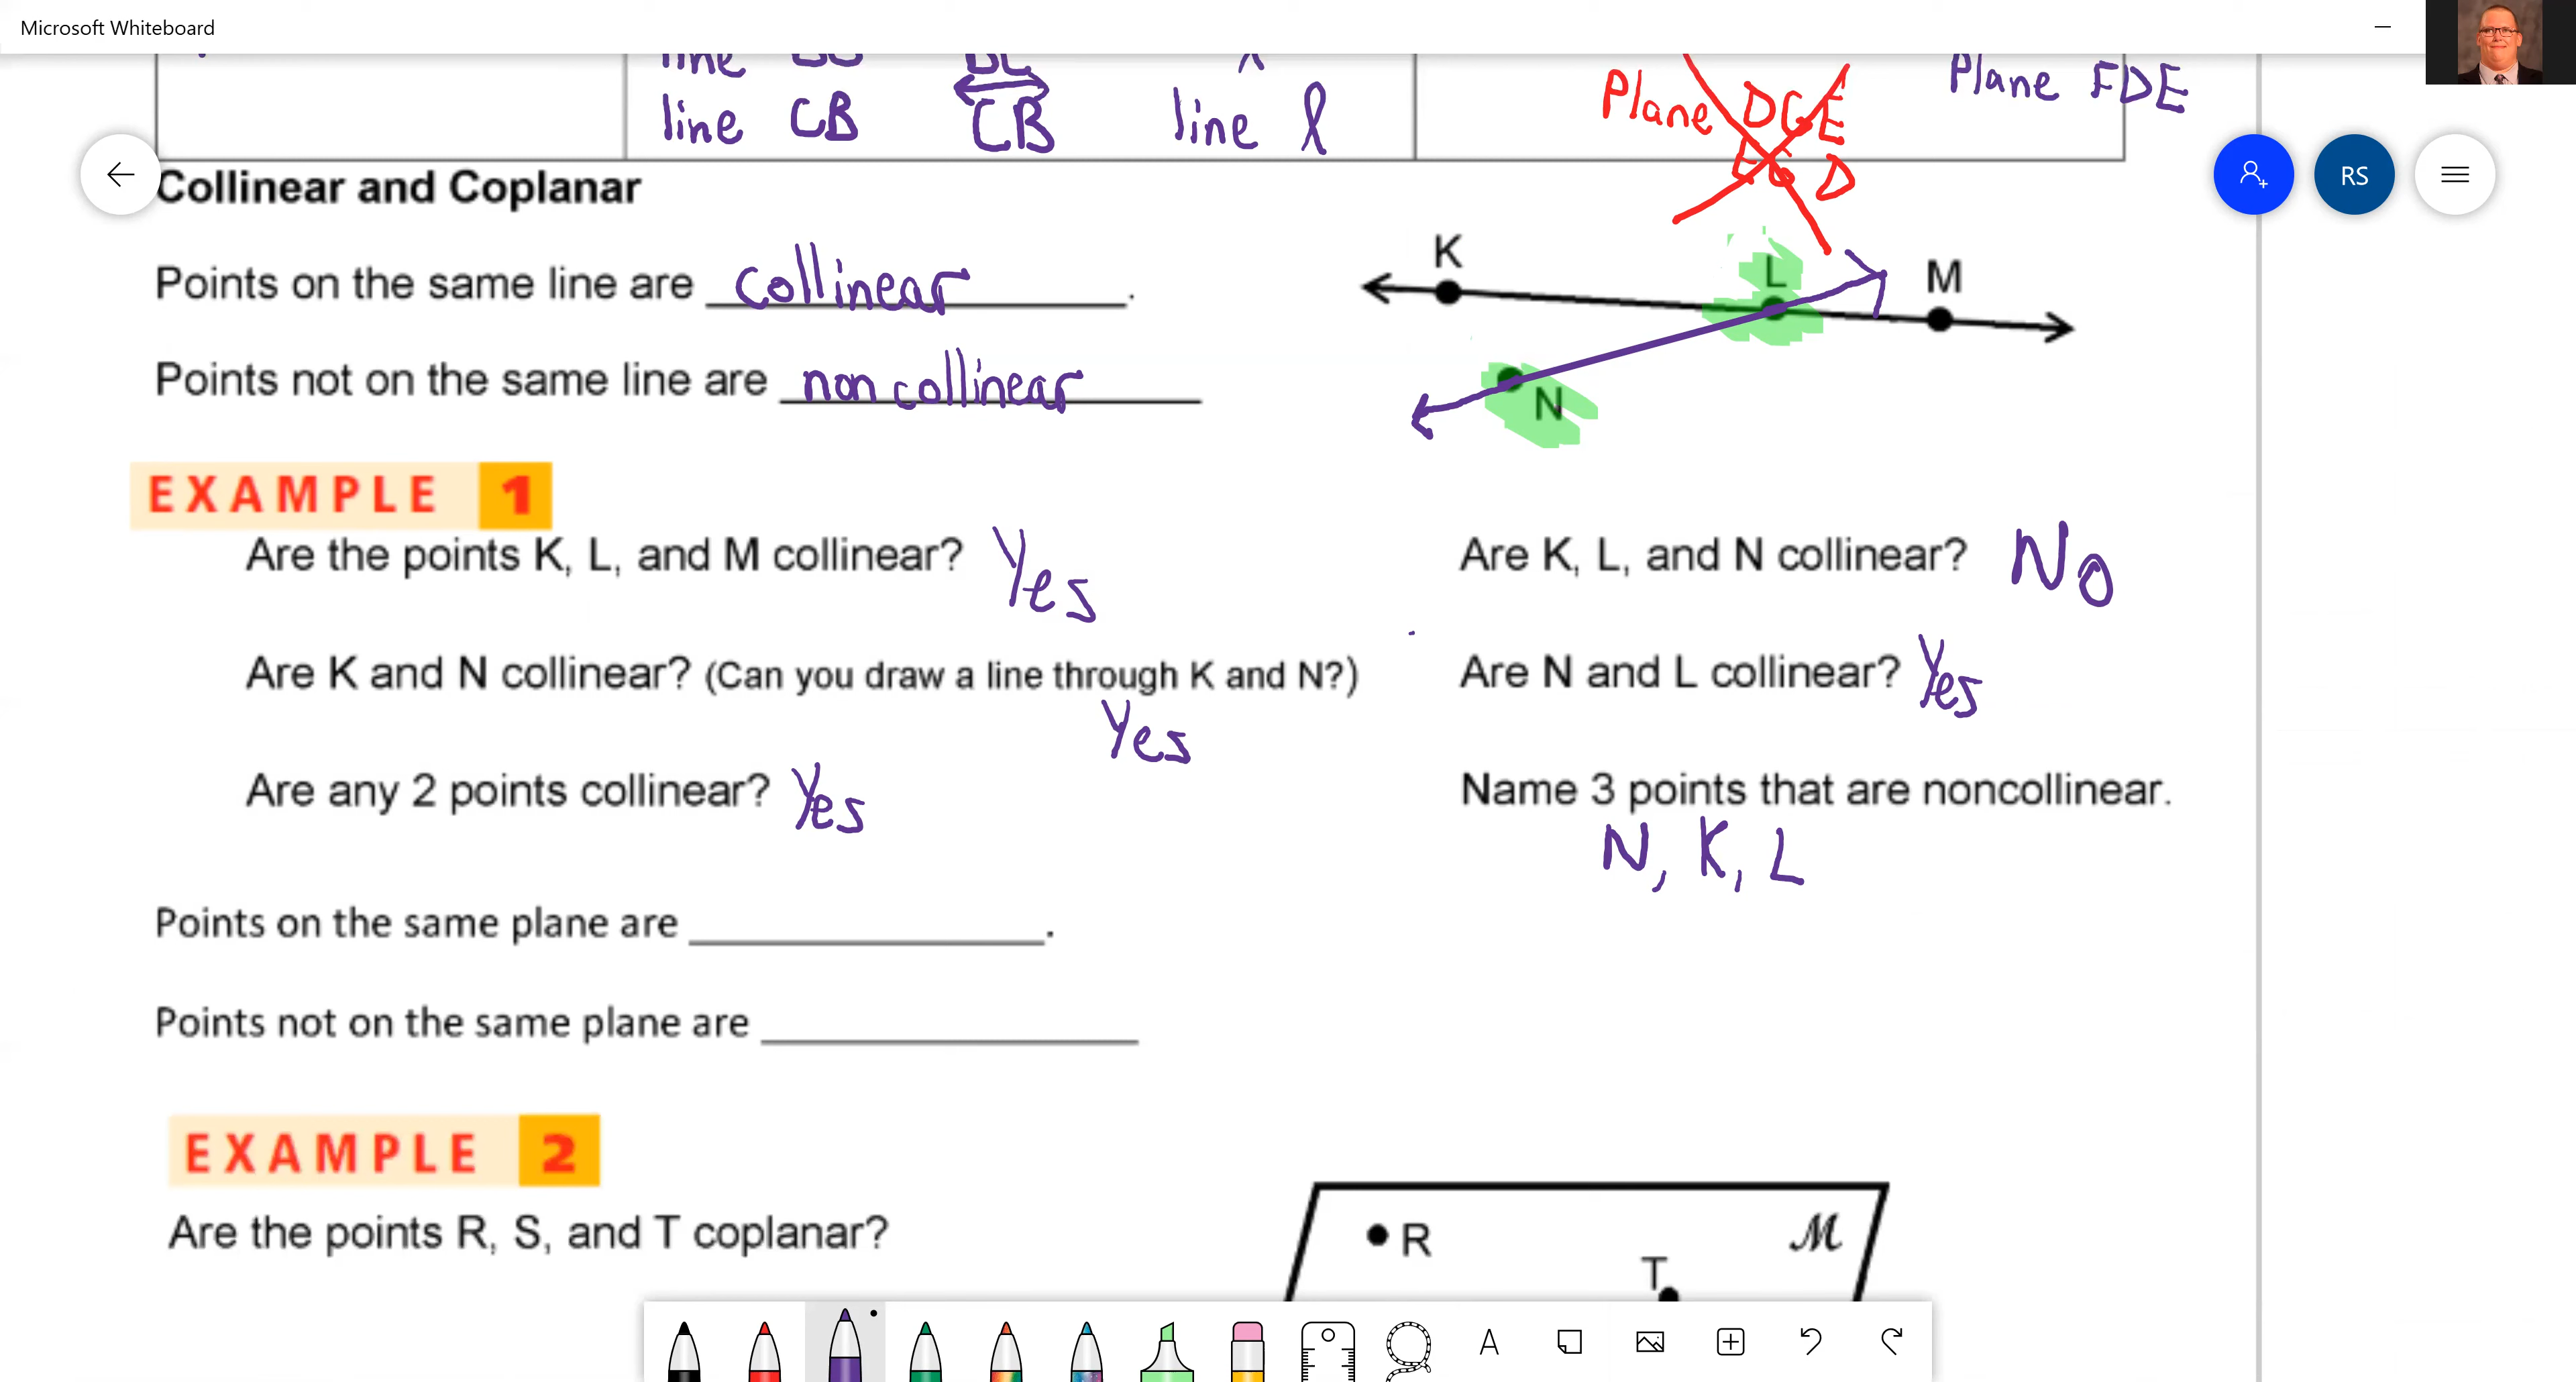 Microsoft Whiteboard
line
line CB CB line l
Plane DGE
Plane FDE
E G D
RS
Collinear and Coplanar
Points on the same line are collinear.
Points not on the same line are noncollinear
K L M
N
EXAMPLE 1
Are the points K, L, and M collinear? Yes
Are K, L, and N collinear? No
Are K and N collinear? (Can you draw a line through K and N?)
Yes
Are N and L collinear? Yes
Are any 2 points collinear? Yes
Name 3 points that are noncollinear.
N, K, L
Points on the same plane are ______________.
Points not on the same plane are ______________
EXAMPLE 2
Are the points R, S, and T coplanar?
R M
T
A